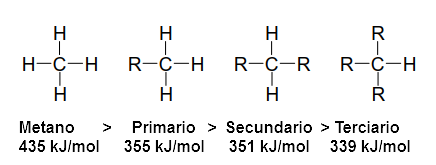 H H H R
H–C–H R–C–H R–C–R R–C–H
H H H R
Metano > Primario > Secundario > Terciario
435 kJ/mol 355 kJ/mol 351 kJ/mol 339 kJ/mol